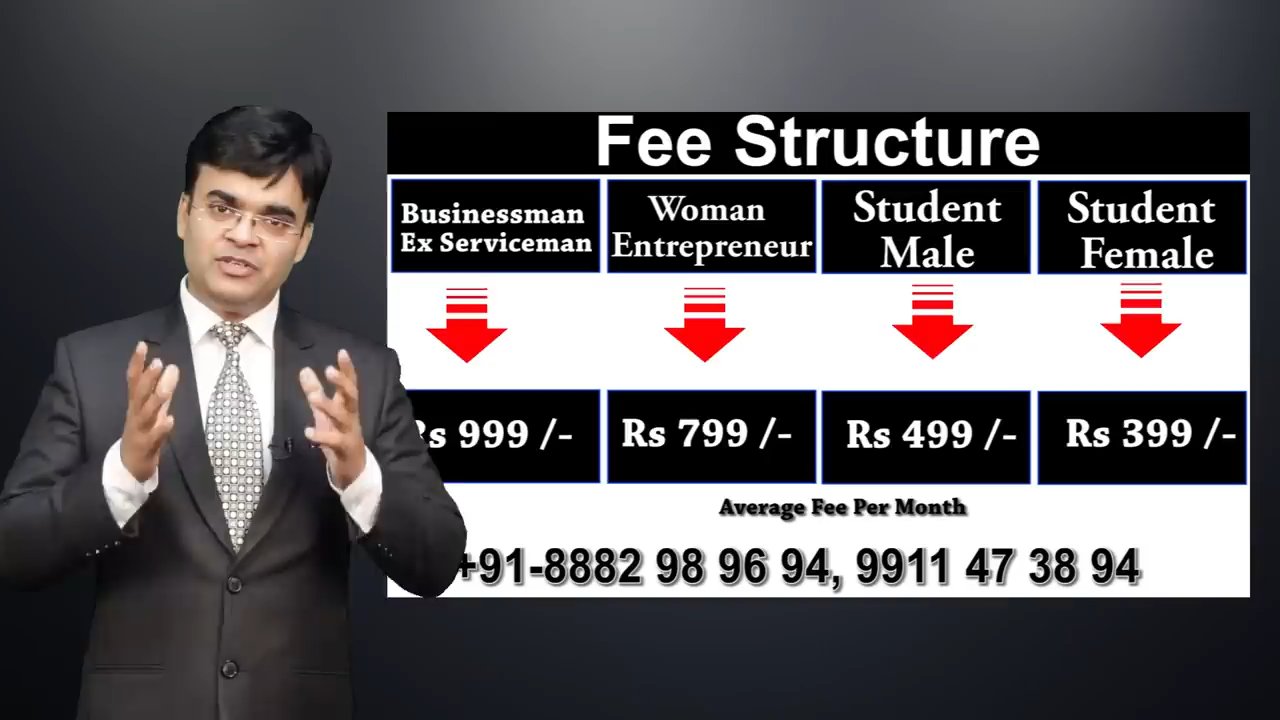 Fee Structure
Businessman
Ex Serviceman
Woman
Entrepreneur
Student
Male
Student
Female
Rs 999 /-
Rs 799 /-
Rs 499 /-
Rs 399 /-
Average Fee Per Month
+91-8882 98 96 94, 9911 47 38 94